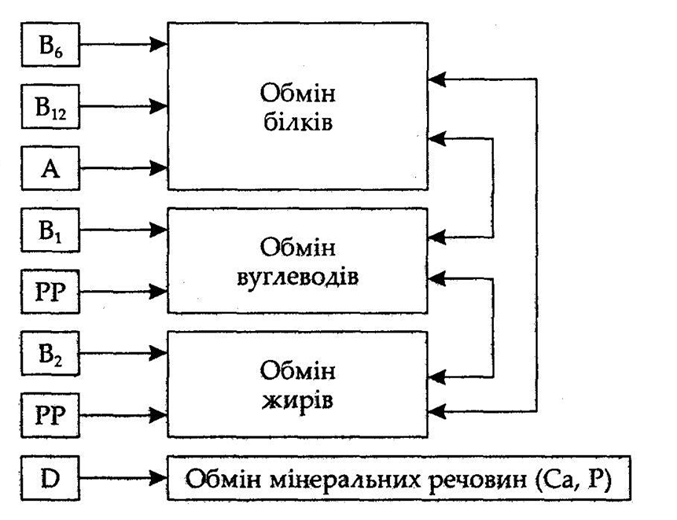 B₆
B₁₂
A
Обмін
білків
B₁
PP
Обмін
вуглеводів
B₂
PP
Обмін
жирів
D
Обмін мінеральних речовин (Ca, P)